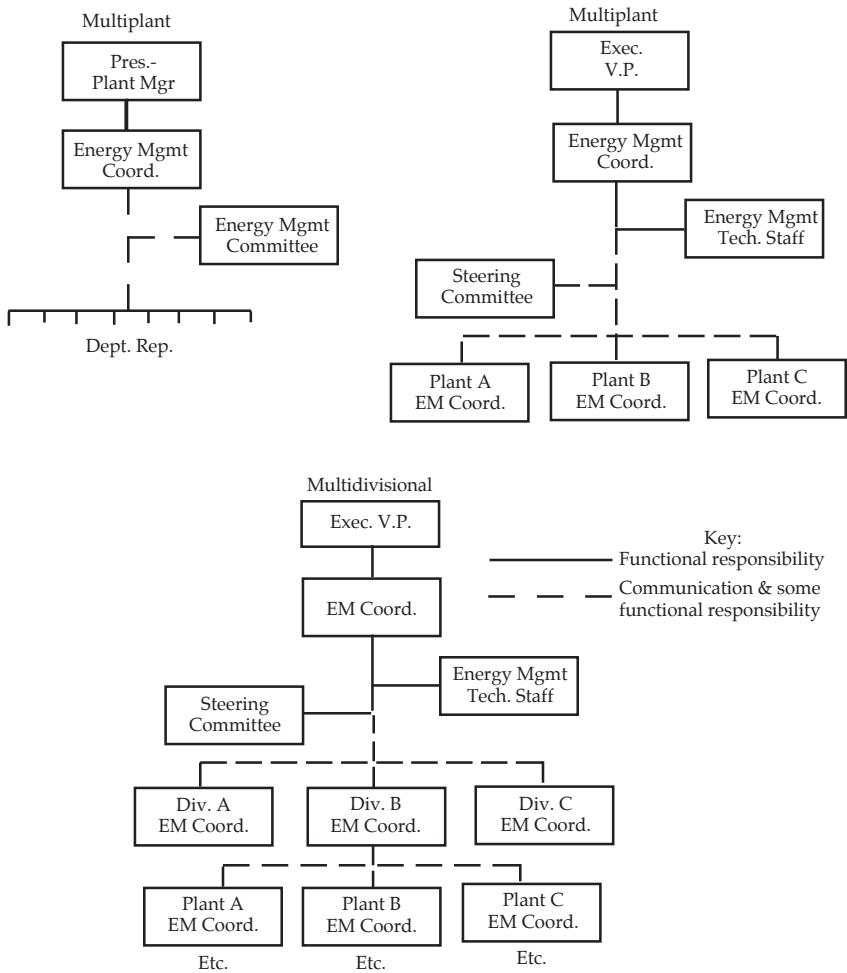 Multiplant
Pres.-
Plant Mgr
Energy Mgmt
Coord.
Energy Mgmt
Committee
Dept. Rep.
Multiplant
Exec.
V.P.
Energy Mgmt
Coord.
Energy Mgmt
Tech. Staff
Steering
Committee
Plant A
EM Coord.
Plant B
EM Coord.
Plant C
EM Coord.
Multidivisional
Exec. V.P.
EM Coord.
Energy Mgmt
Tech. Staff
Steering
Committee
Div. A
EM Coord.
Div. B
EM Coord.
Div. C
EM Coord.
Plant A
EM Coord.
Plant B
EM Coord.
Plant C
EM Coord.
Etc.
Etc.
Etc.
Key:
Functional responsibility
Communication & some
functional responsibility